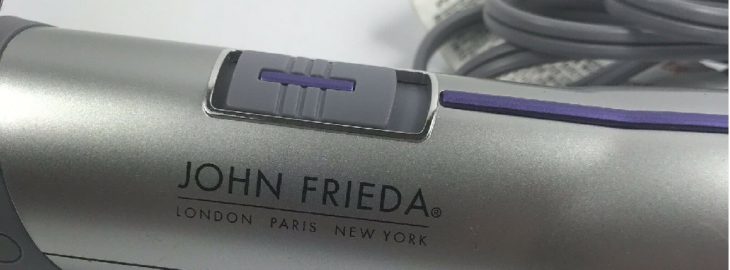 JOHN FRIEDA®
LONDON PARIS NEW YORK